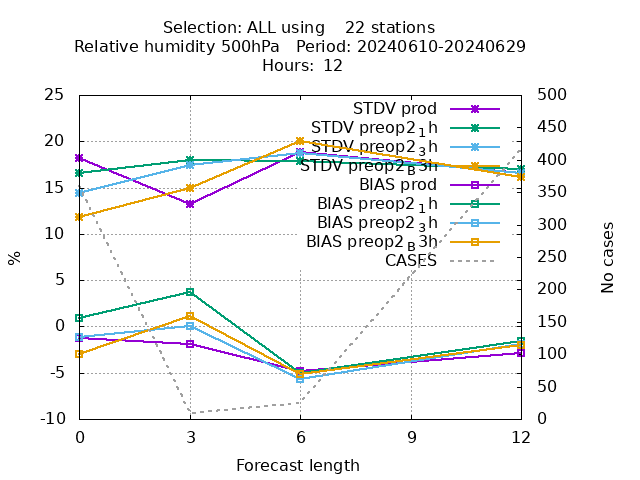 Selection: ALL using    22 stations
Relative humidity 500hPa   Period: 20240610-20240629
Hours: 12
25
20
15
10
5
0
-5
-10
%
500
450
400
350
300
250
200
150
100
50
0
No cases
STDV prod
STDV preop2_1h
STDV preop2_3h
STDV preop2_B3h
BIAS prod
BIAS preop2_1h
BIAS preop2_3h
BIAS preop2_B3h
CASES
0 3 6 9 12
Forecast length